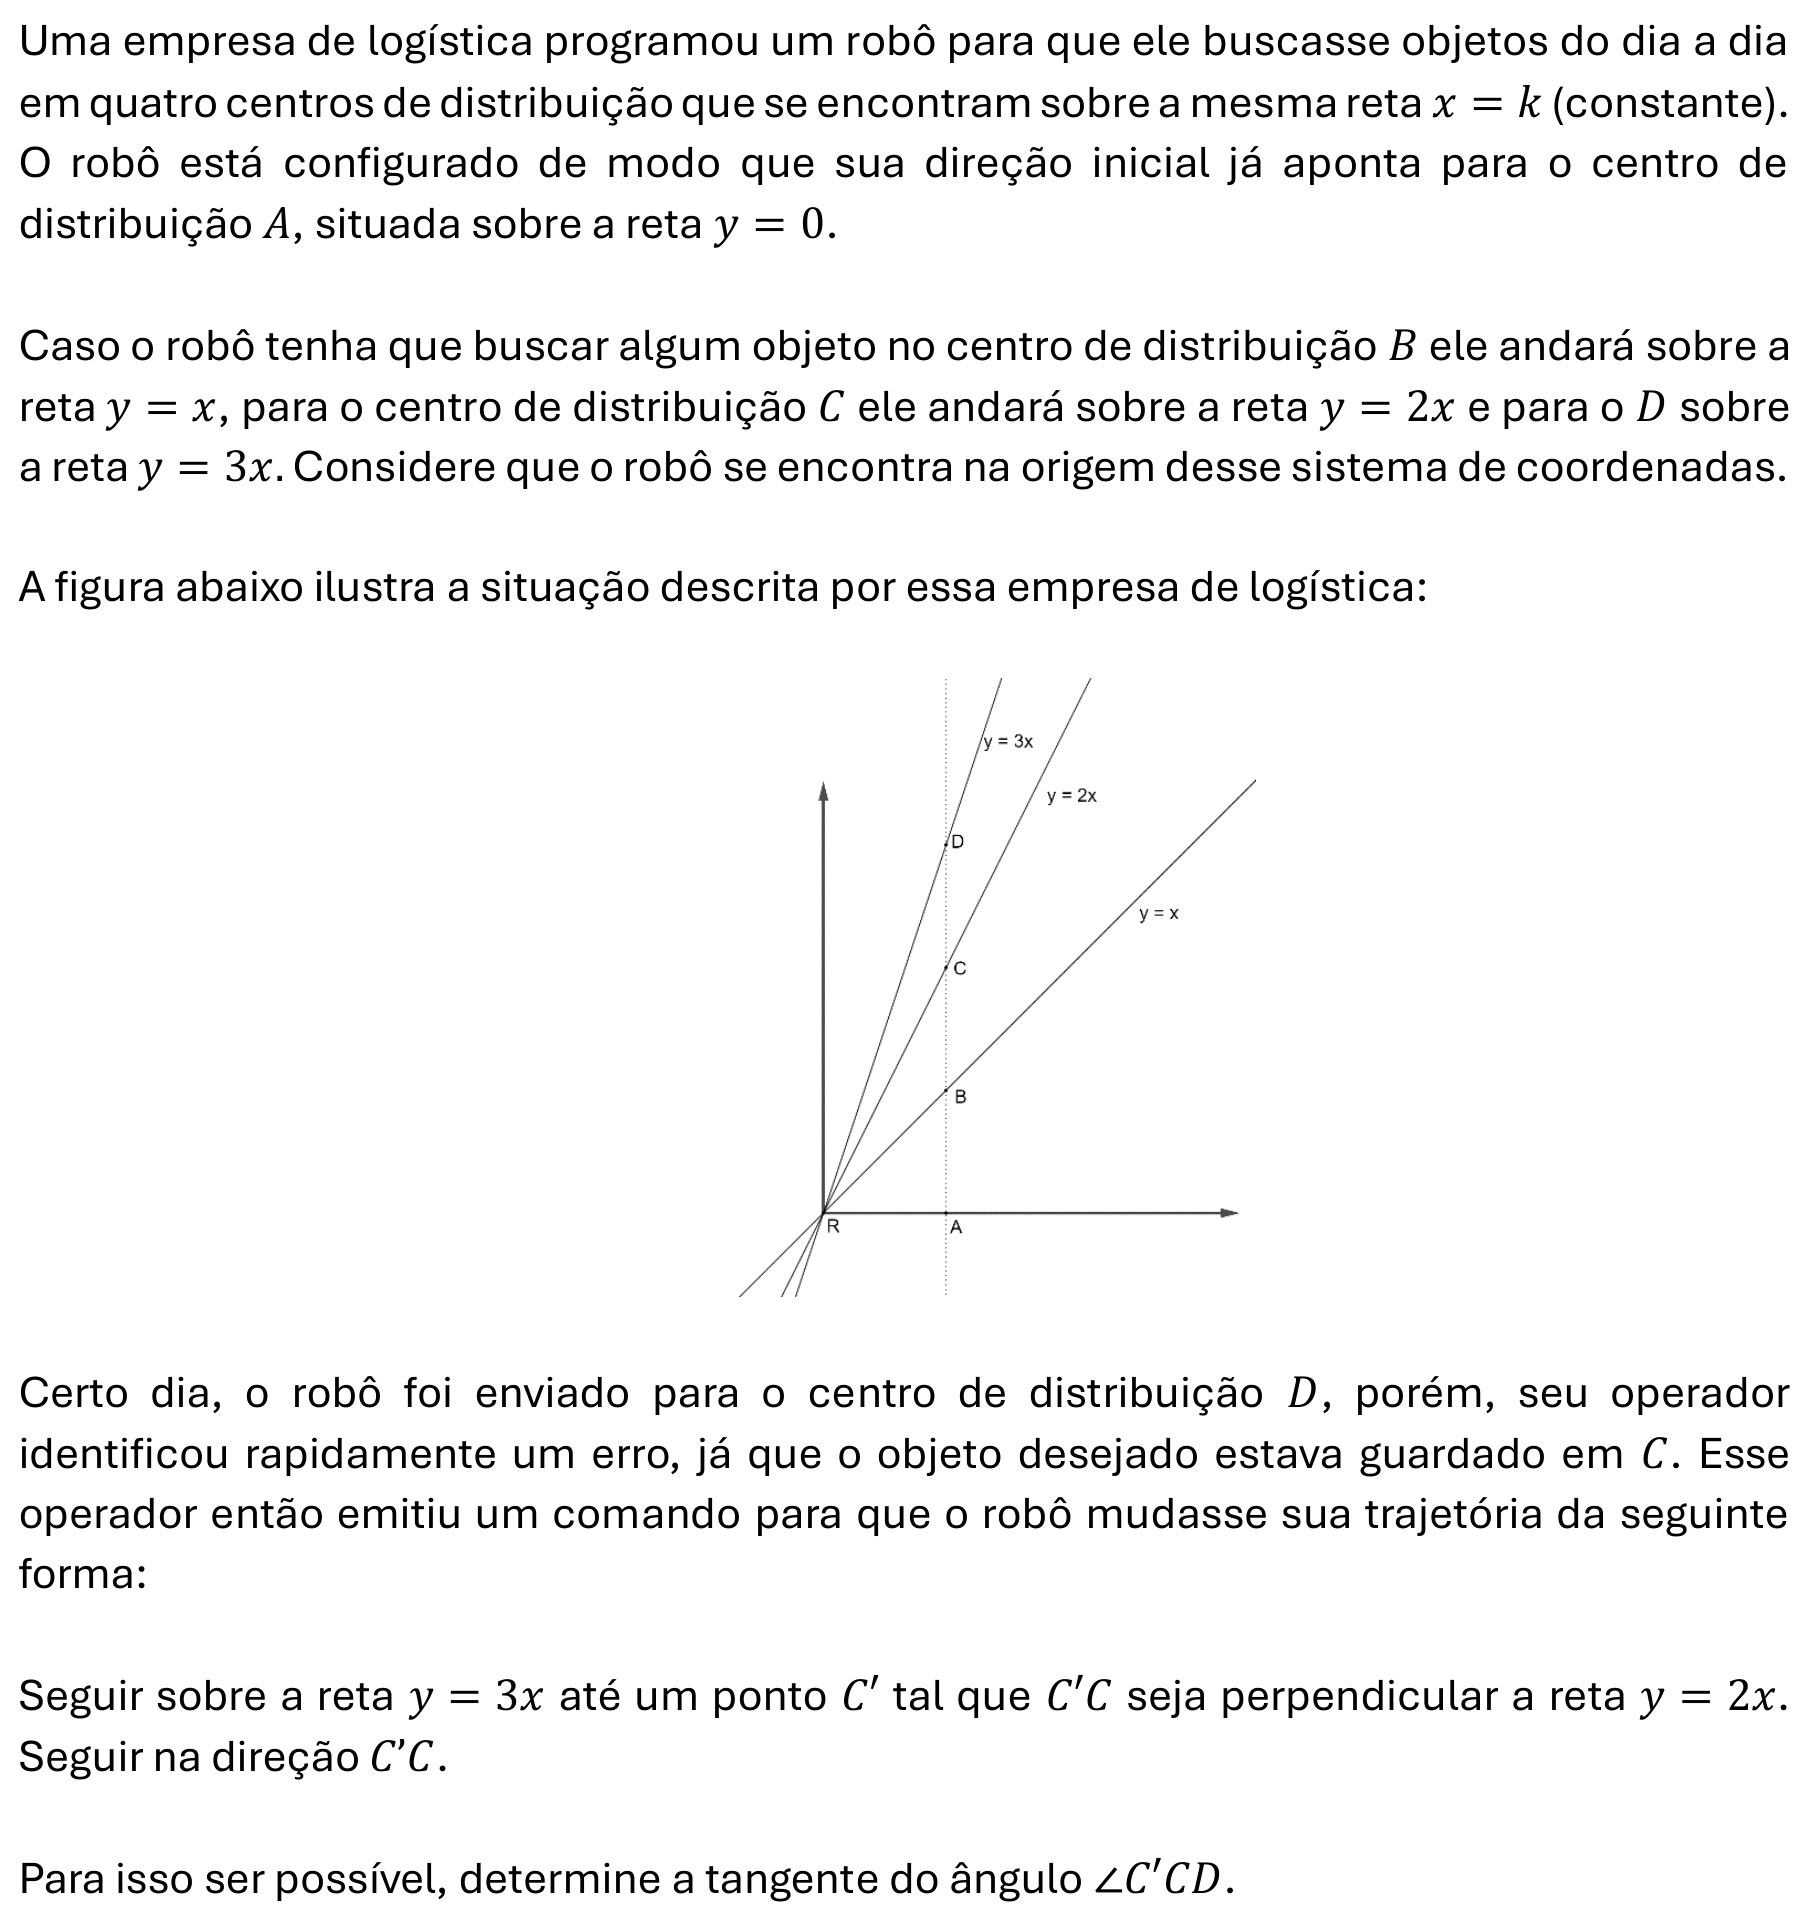 Uma empresa de logística programou um robô para que ele buscasse objetos do dia a dia
em quatro centros de distribuição que se encontram sobre a mesma reta x = k (constante).
O robô está configurado de modo que sua direção inicial já aponta para o centro de
distribuição A, situada sobre a reta y = 0.
Caso o robô tenha que buscar algum objeto no centro de distribuição B ele andará sobre a
reta y = x, para o centro de distribuição C ele andará sobre a reta y = 2x e para o D sobre
a reta y = 3x. Considere que o robô se encontra na origem desse sistema de coordenadas.
A figura abaixo ilustra a situação descrita por essa empresa de logística:
y = 3x
y = 2x
D
y = x
C
B
R
A
Certo dia, o robô foi enviado para o centro de distribuição D, porém, seu operador
identificou rapidamente um erro, já que o objeto desejado estava guardado em C. Esse
operador então emitiu um comando para que o robô mudasse sua trajetória da seguinte
forma:
Seguir sobre a reta y = 3x até um ponto C′ tal que C′C seja perpendicular a reta y = 2x.
Seguir na direção C’C.
Para isso ser possível, determine a tangente do ângulo ∠C′CD.